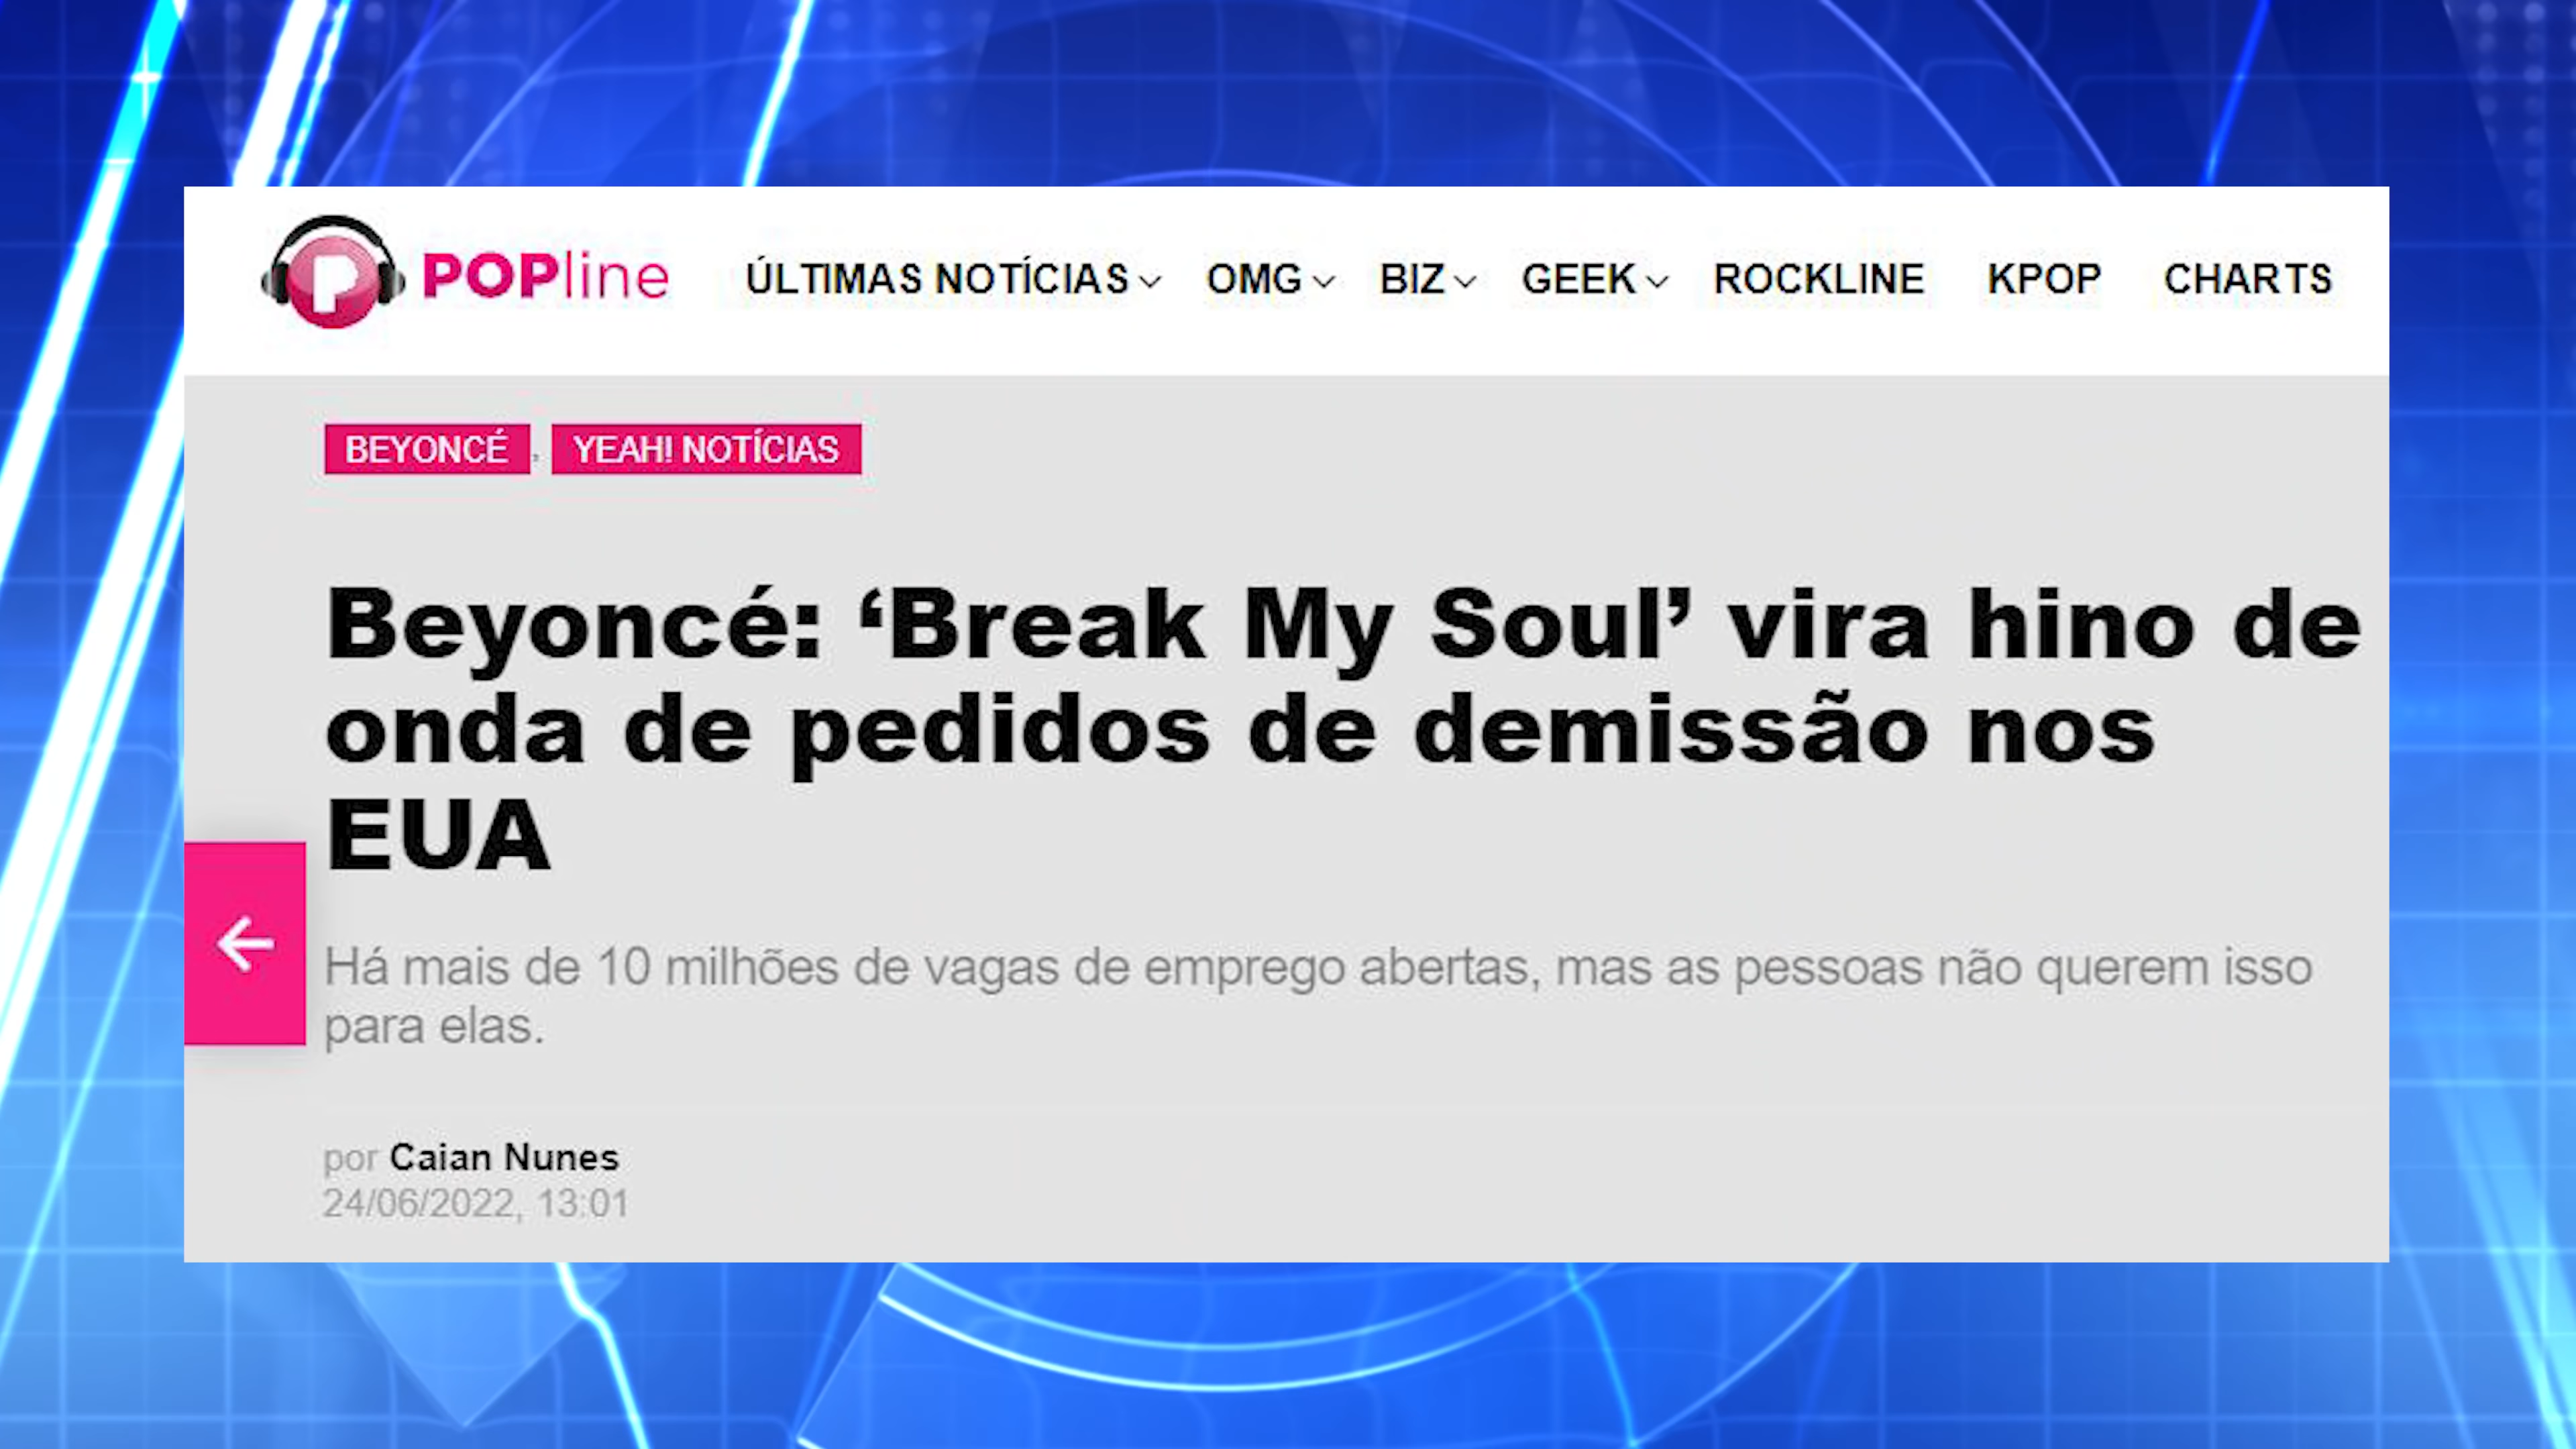 POPline ÚLTIMAS NOTÍCIAS OMG BIZ GEEK ROCKLINE KPOP CHARTS
BEYONCÉ, YEAH! NOTÍCIAS
Beyoncé: ‘Break My Soul’ vira hino de
onda de pedidos de demissão nos
EUA
Há mais de 10 milhões de vagas de emprego abertas, mas as pessoas não querem isso
para elas.
por Caian Nunes
24/06/2022, 13:01